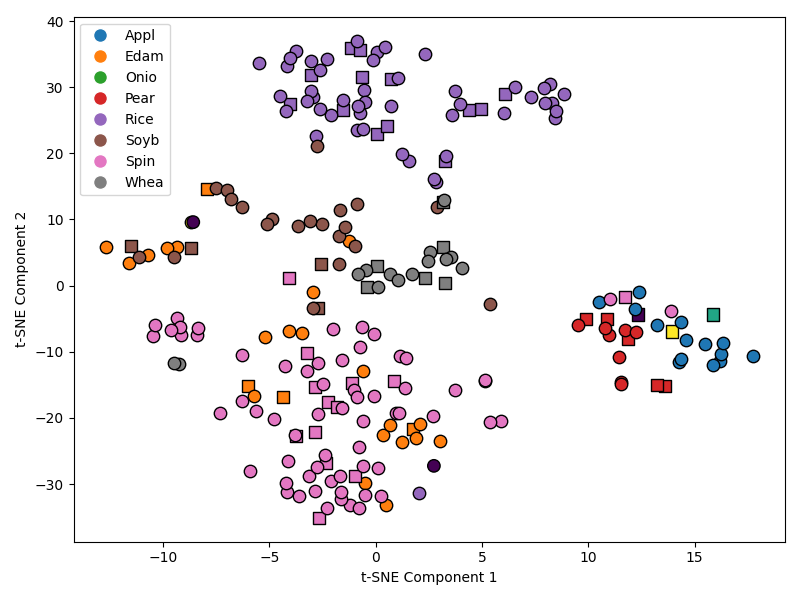 40
30
20
10
0
−10
−20
−30
t-SNE Component 2
Appl
Edam
Onio
Pear
Rice
Soyb
Spin
Whea
−10
−5
0
5
10
15
t-SNE Component 1